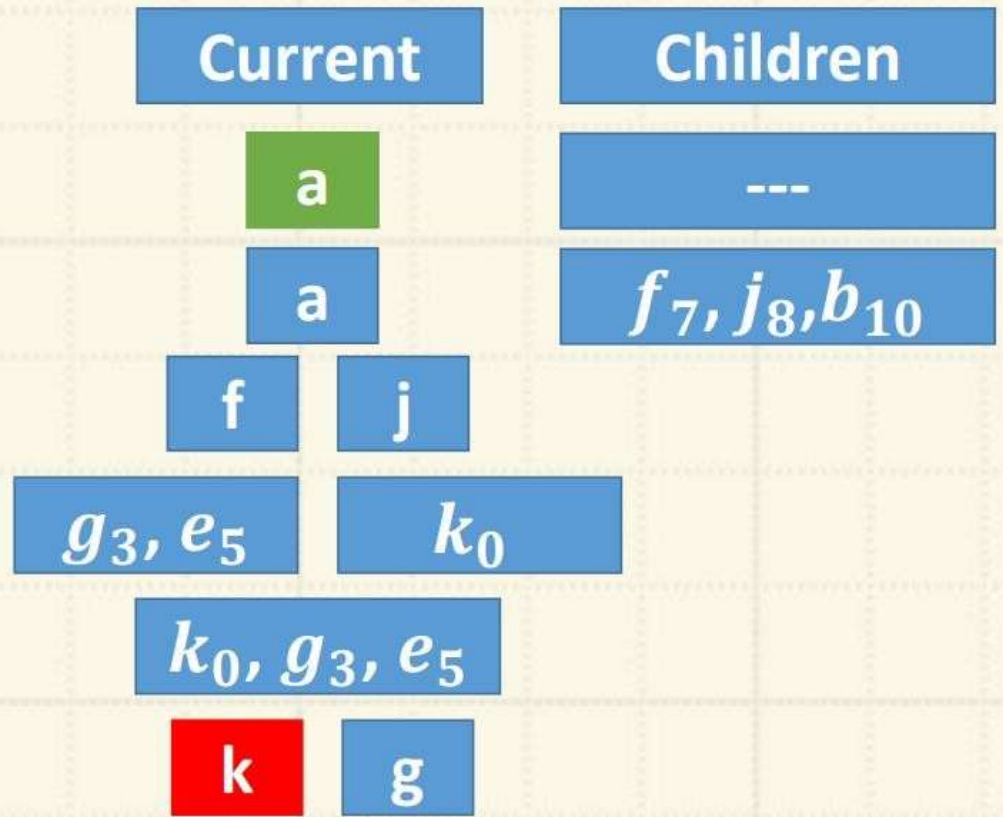 Current Children
a ---
a f₇, j₈,b₁₀
f j
g₃, e₅ k₀
k₀, g₃, e₅
k g